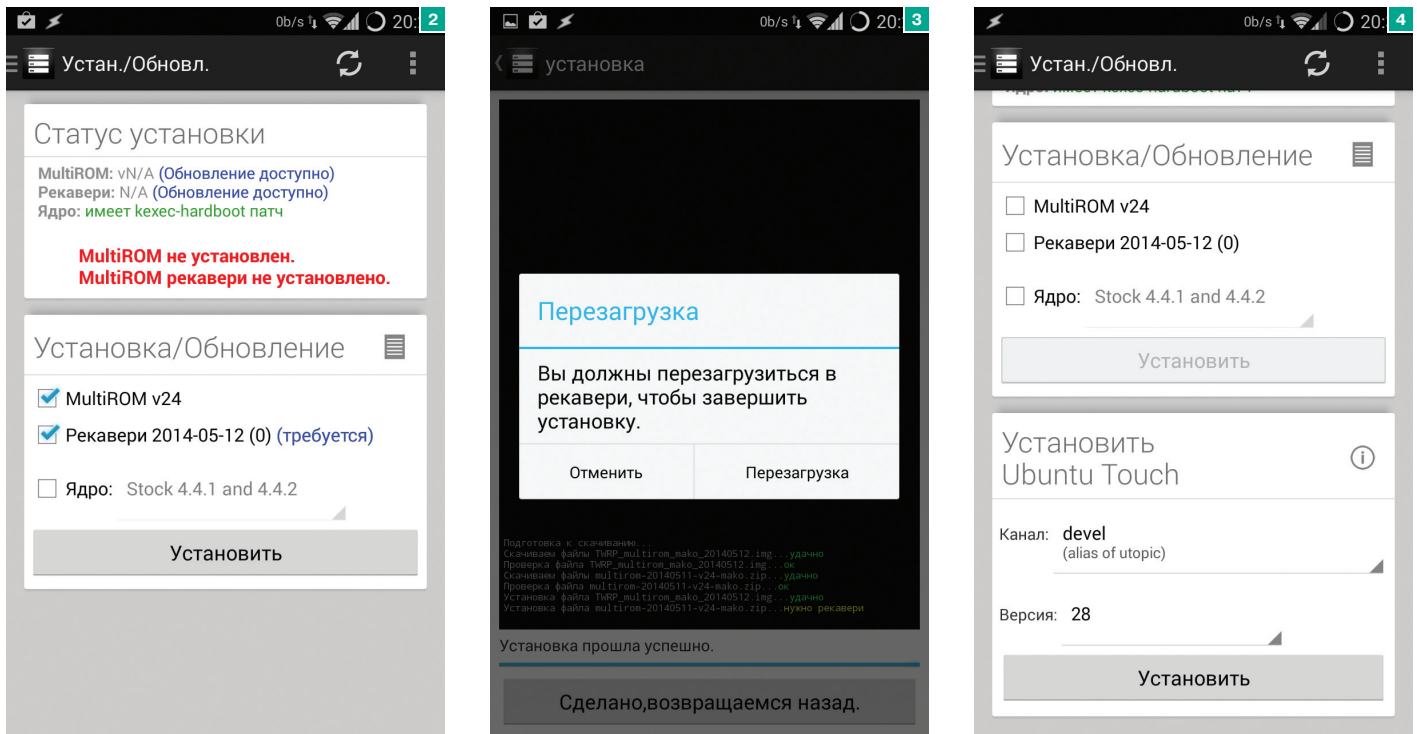 0b/s 20: 2
Устан./Обновл.
Статус установки
MultiROM: vN/A (Обновление доступно)
Рекавери: N/A (Обновление доступно)
Ядро: имеет kexec-hardboot патч
MultiROM не установлен.
MultiROM рекавери не установлено.
Установка/Обновление
MultiROM v24
Рекавери 2014-05-12 (0) (требуется)
Ядро: Stock 4.4.1 and 4.4.2
Установить
0b/s 20: 3
установка
Перезагрузка
Вы должны перезагрузиться в
рекавери, чтобы завершить
установку.
Отменить Перезагрузка
Подготовка к скачиванию...
Скачиваем файлы TWRP_multirom_mako_20140512.img...удачно
Проверка файла TWRP_multirom_mako_20140512.img...ок
Скачиваем файлы multirom-20140511-v24-mako.zip...удачно
Проверка файла multirom-20140511-v24-mako.zip...ок
Установка файла TWRP_multirom_mako_20140512.img...удачно
Установка файла multirom-20140511-v24-mako.zip...нужно рекавери
Установка прошла успешно.
Сделано,возвращаемся назад.
0b/s 20: 4
Устан./Обновл.
Ядро: имеет kexec-hardboot патч
Установка/Обновление
MultiROM v24
Рекавери 2014-05-12 (0)
Ядро: Stock 4.4.1 and 4.4.2
Установить
Установить
Ubuntu Touch
Канал: devel
(alias of utopic)
Версия: 28
Установить